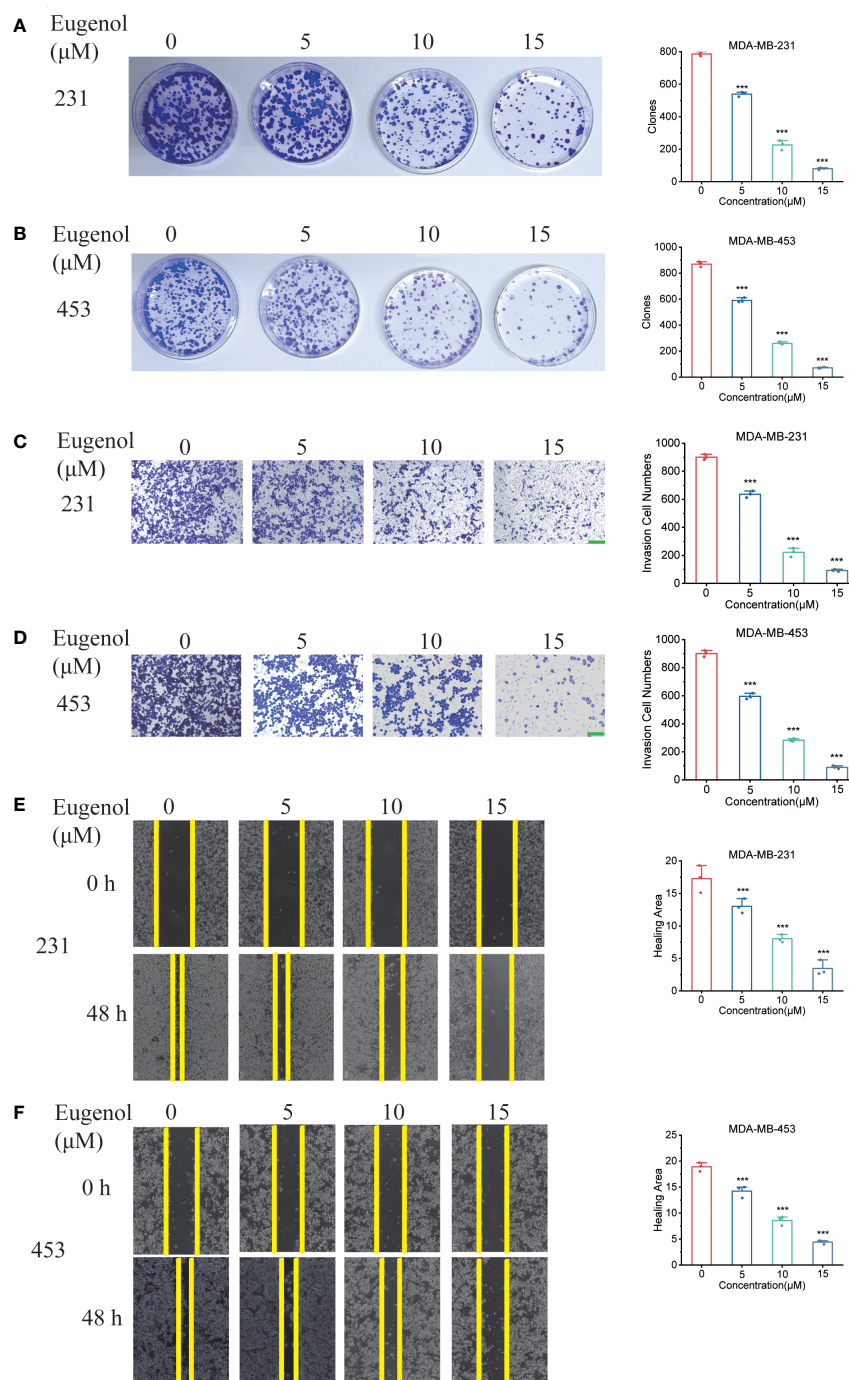 A
Eugenol
(μM)
0 5 10 15
231
MDA-MB-231
800
600
400
200
0
Clones
*** *** ***
0 5 10 15
Concentration(μM)
B
Eugenol
(μM)
0 5 10 15
453
MDA-MB-453
1000
800
600
400
200
0
Clones
*** *** ***
0 5 10 15
Concentration(μM)
C
Eugenol
(μM)
0 5 10 15
231
MDA-MB-231
1000
800
600
400
200
0
Invasion Cell Numbers
*** *** ***
0 5 10 15
Concentration(μM)
D
Eugenol
(μM)
0 5 10 15
453
MDA-MB-453
1000
800
600
400
200
0
Invasion Cell Numbers
*** *** ***
0 5 10 15
Concentration(μM)
E
Eugenol
(μM)
0 5 10 15
0 h
231
48 h
MDA-MB-231
20
15
10
5
0
Healing Area
*** *** ***
0 5 10 15
Concentration(μM)
F
Eugenol
(μM)
0 5 10 15
0 h
453
48 h
MDA-MB-453
25
20
15
10
5
0
Healing Area
*** *** ***
0 5 10 15
Concentration(μM)